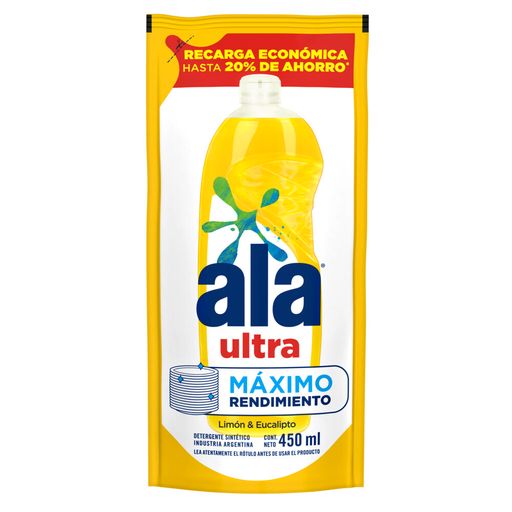 RECARGA ECONÓMICA
HASTA 20% DE AHORRO*
ala®
ultra
MÁXIMO
RENDIMIENTO
Limón & Eucalipto
DETERGENTE SINTÉTICO
INDUSTRIA ARGENTINA
CONT. NETO 450 ml
LEA ATENTAMENTE EL RÓTULO ANTES DE USAR EL PRODUCTO